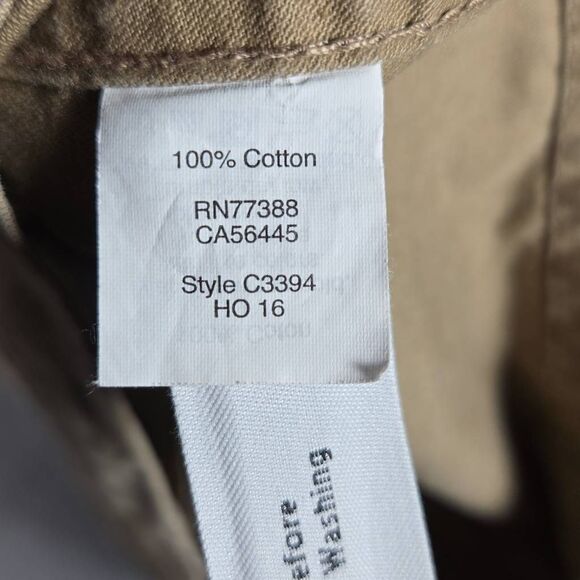 100% Cotton
RN77388
CA56445
Style C3394
HO 16
efore
Washing